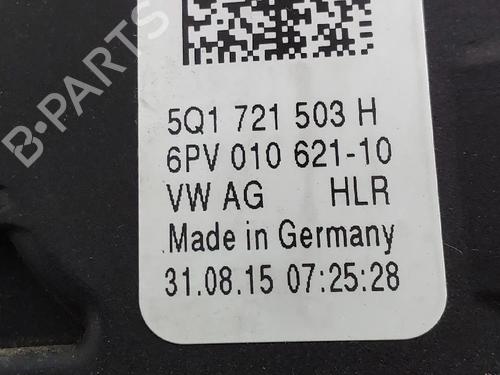 B-PARTS
5Q1 721 503 H
6PV 010 621-10
VW AG HLR
Made in Germany
31.08.15 07:25:28